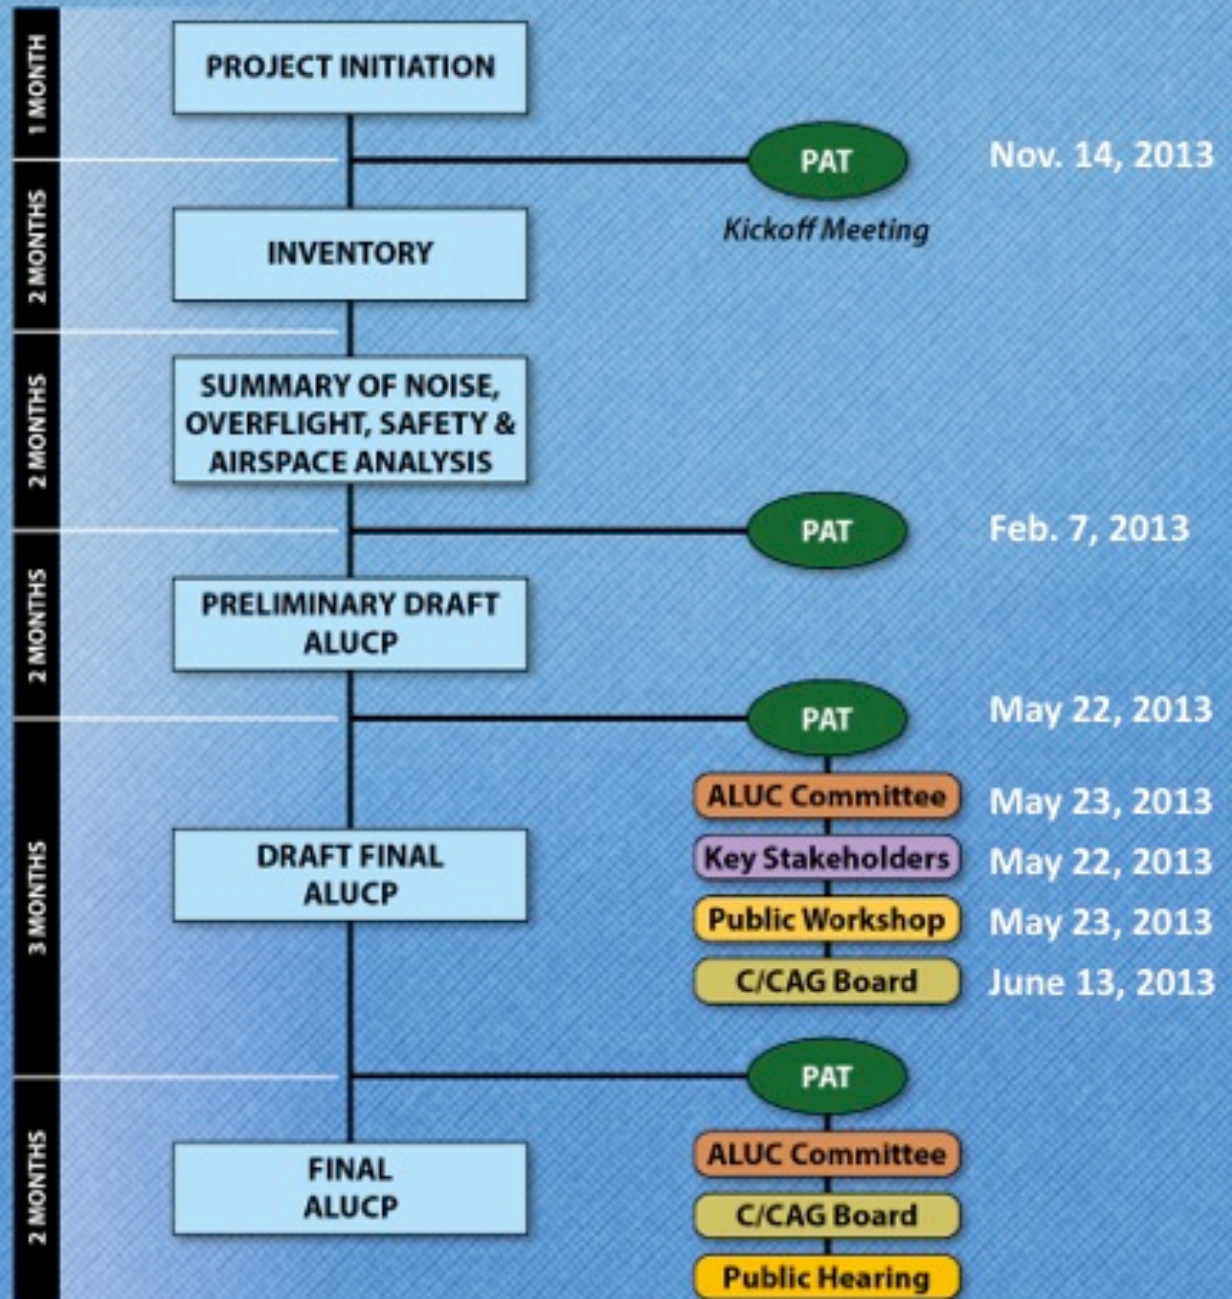 1 MONTH
PROJECT INITIATION
PAT
Nov. 14, 2013
Kickoff Meeting
2 MONTHS
INVENTORY
2 MONTHS
SUMMARY OF NOISE,
OVERFLIGHT, SAFETY &
AIRSPACE ANALYSIS
PAT
Feb. 7, 2013
2 MONTHS
PRELIMINARY DRAFT
ALUCP
PAT
May 22, 2013
3 MONTHS
DRAFT FINAL
ALUCP
ALUC Committee
May 23, 2013
Key Stakeholders
May 22, 2013
Public Workshop
May 23, 2013
C/CAG Board
June 13, 2013
PAT
2 MONTHS
FINAL
ALUCP
ALUC Committee
C/CAG Board
Public Hearing